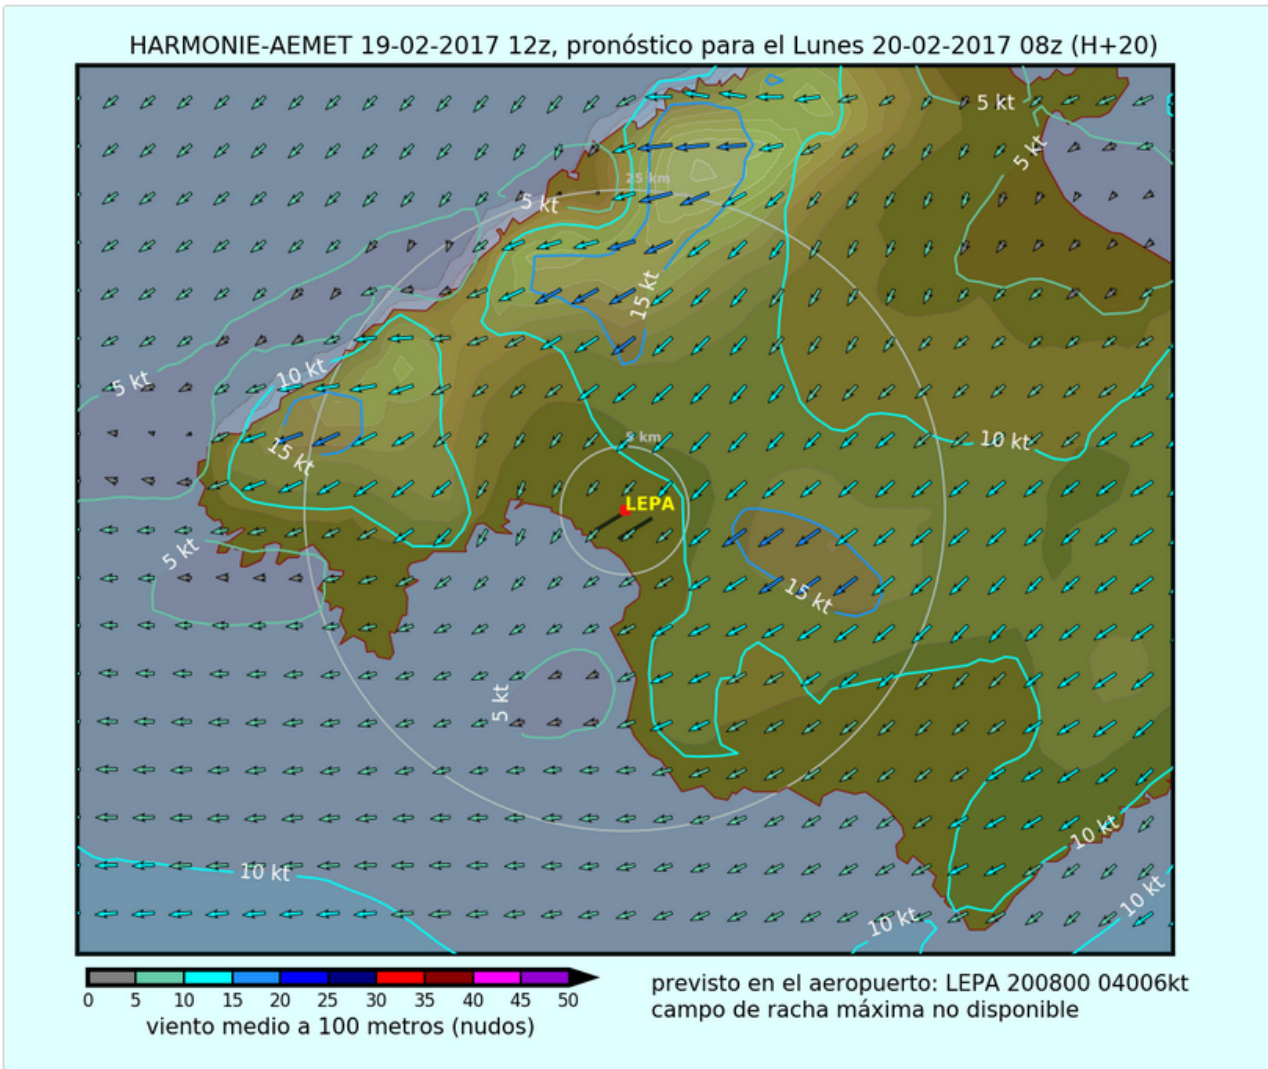 HARMONIE-AEMET 19-02-2017 12z, pronóstico para el Lunes 20-02-2017 08z (H+20)
5 kt
5 kt
25 km
5 kt
15 kt
10 kt
5 kt
5 km
10 kt
15 kt
LEPA
5 kt
15 kt
5 kt
10 kt
10 kt
10 kt
10 kt
0 5 10 15 20 25 30 35 40 45 50
viento medio a 100 metros (nudos)
previsto en el aeropuerto: LEPA 200800 04006kt
campo de racha máxima no disponible